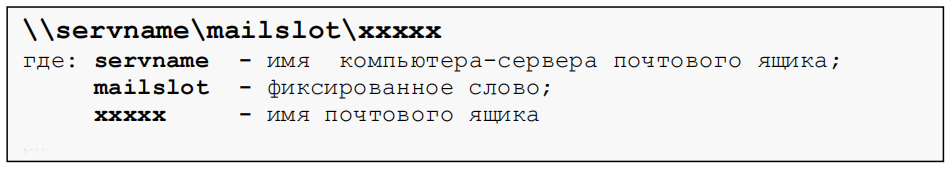 \\servname\mailslot\xxxxx
где: servname - имя компьютера-сервера почтового ящика;
mailslot - фиксированное слово;
xxxxx - имя почтового ящика